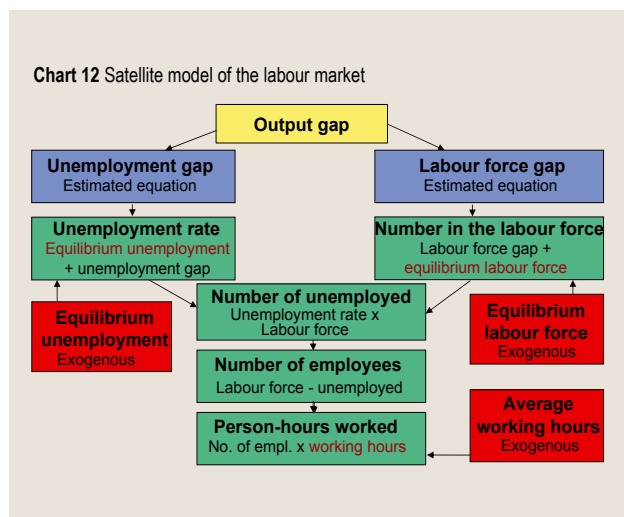 Chart 12 Satellite model of the labour market
Output gap
Unemployment gap
Estimated equation
Labour force gap
Estimated equation
Unemployment rate
Equilibrium unemployment
+ unemployment gap
Number in the labour force
Labour force gap +
equilibrium labour force
Number of unemployed
Unemployment rate x
Labour force
Equilibrium
unemployment
Exogenous
Equilibrium
labour force
Exogenous
Number of employees
Labour force - unemployed
Person-hours worked
No. of empl. x working hours
Average
working hours
Exogenous